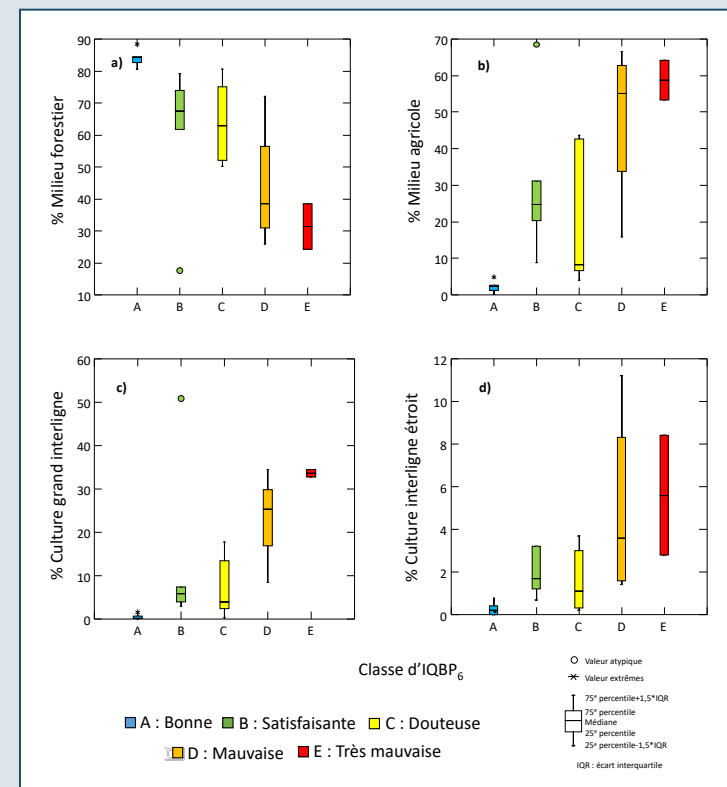 a)
% Milieu forestier
90
80
70
60
50
40
30
20
10
A B C D E
b)
% Milieu agricole
70
60
50
40
30
20
10
0
A B C D E
c)
% Culture grand interligne
60
50
40
30
20
10
0
A B C D E
d)
% Culture interligne étroit
12
10
8
6
4
2
0
A B C D E
Classe d'IQBP6
A : Bonne B : Satisfaisante C : Douteuse
D : Mauvaise E : Très mauvaise
Valeur atypique
Valeur extrêmes
75e percentile+1,5*IQR
75e percentile
Médiane
25e percentile
25e percentile-1,5*IQR
IQR : écart interquartile